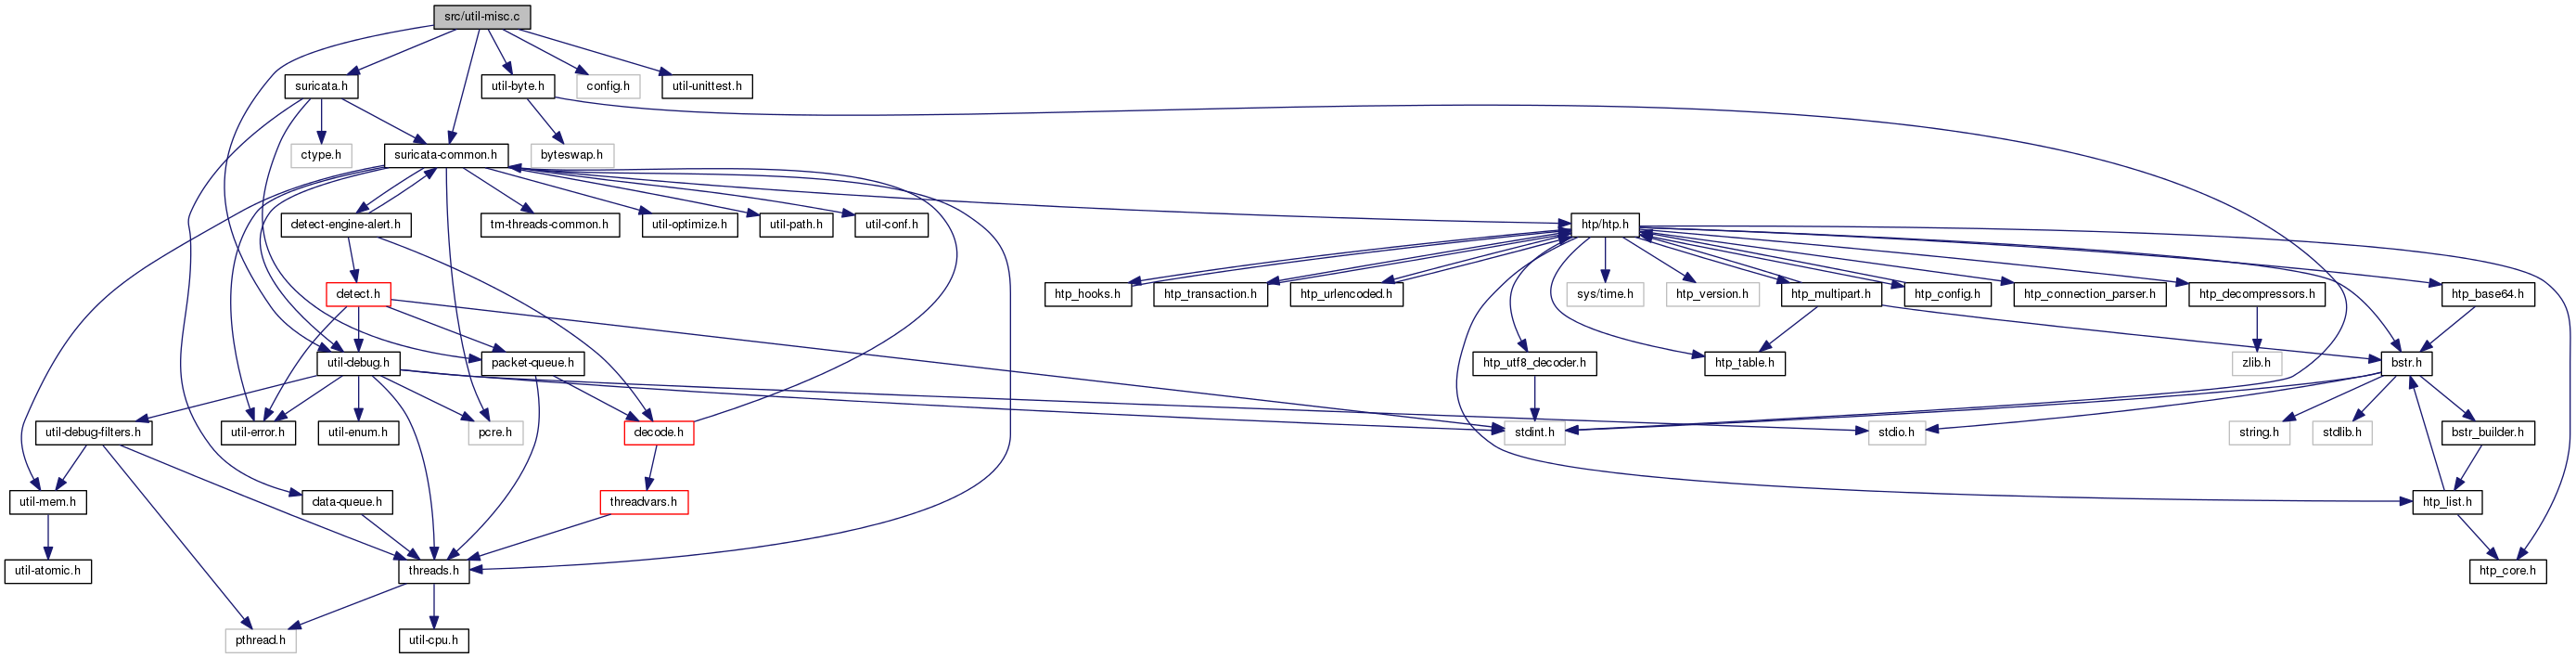 src/util-misc.c
suricata.h
util-byte.h
config.h
util-unittest.h
ctype.h
suricata-common.h
byteswap.h
detect-engine-alert.h
tm-threads-common.h
util-optimize.h
util-path.h
util-conf.h
htp/htp.h
detect.h
htp_hooks.h
htp_transaction.h
htp_urlencoded.h
sys/time.h
htp_version.h
htp_multipart.h
htp_config.h
htp_connection_parser.h
htp_decompressors.h
htp_base64.h
util-debug.h
packet-queue.h
htp_utf8_decoder.h
htp_table.h
zlib.h
bstr.h
util-debug-filters.h
util-error.h
util-enum.h
pcre.h
decode.h
stdint.h
stdio.h
string.h
stdlib.h
bstr_builder.h
util-mem.h
data-queue.h
threadvars.h
htp_list.h
util-atomic.h
threads.h
htp_core.h
pthread.h
util-cpu.h